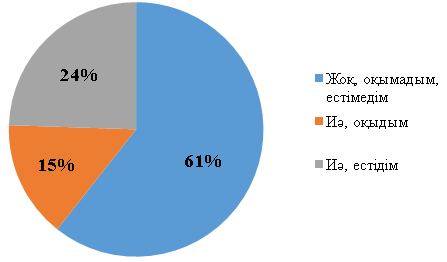 24%
15%
61%
Жоқ, оқымадым,
естімедім
Иә, оқыдым
Иә, естідім